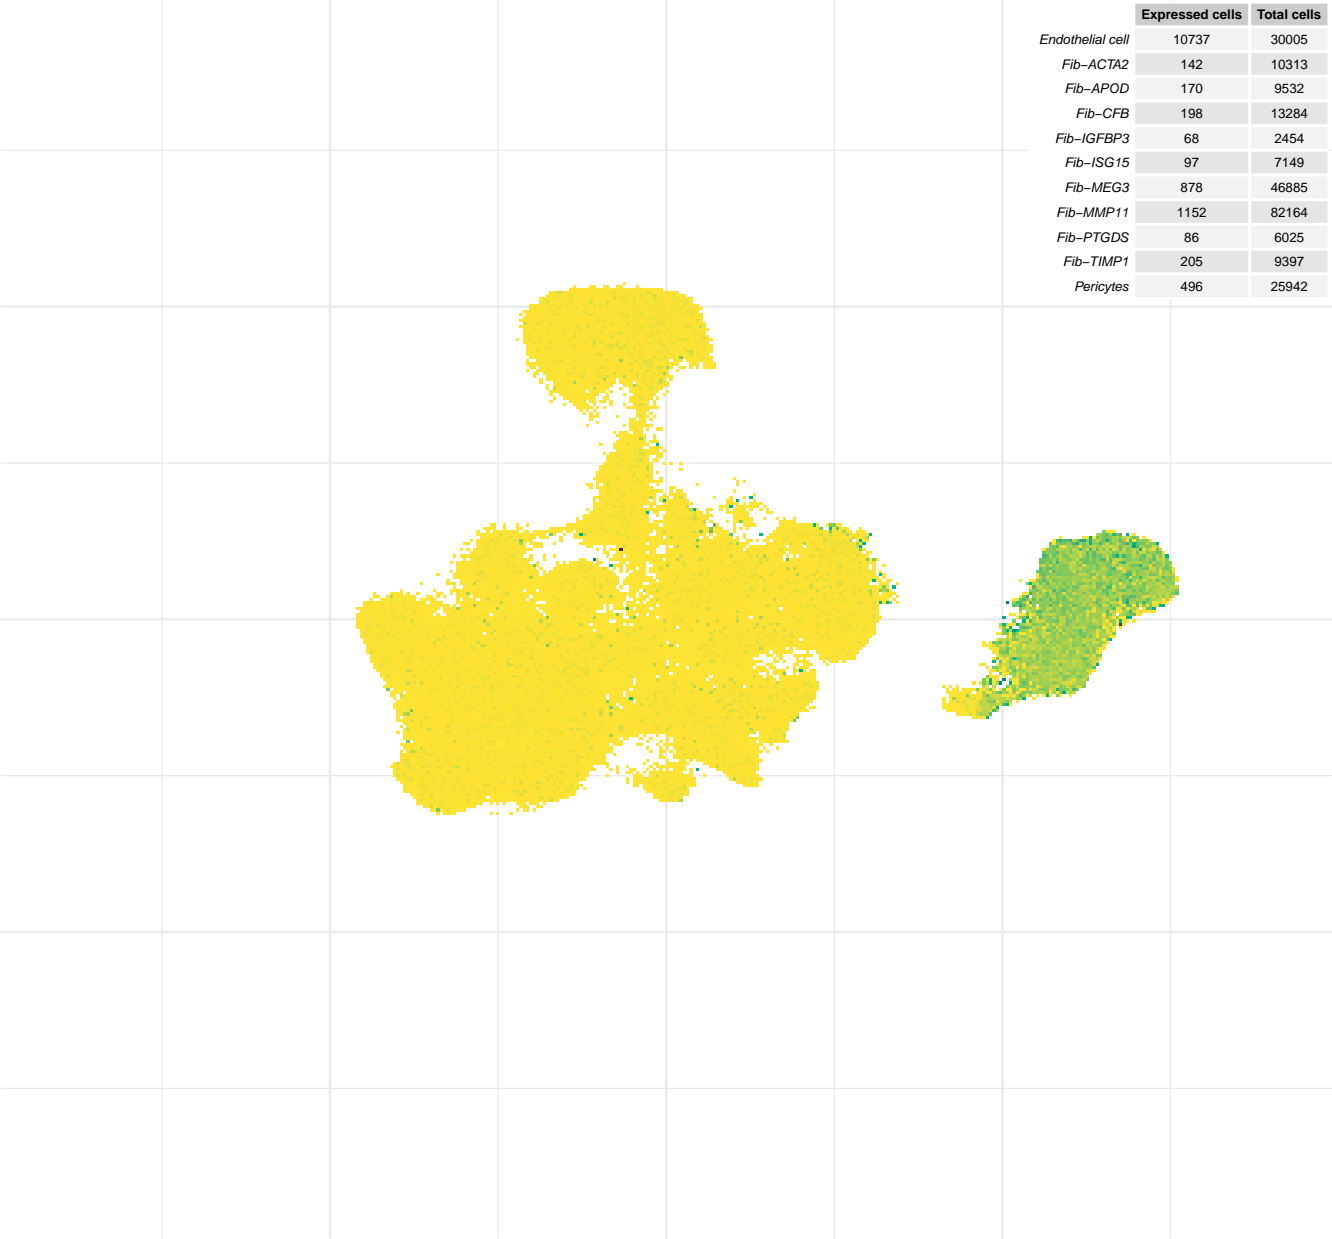 Expressed cells Total cells
Endothelial cell 10737 30005
Fib−ACTA2 142 10313
Fib−APOD 170 9532
Fib−CFB 198 13284
Fib−IGFBP3 68 2454
Fib−ISG15 97 7149
Fib−MEG3 878 46885
Fib−MMP11 1152 82164
Fib−PTGDS 86 6025
Fib−TIMP1 205 9397
Pericytes 496 25942